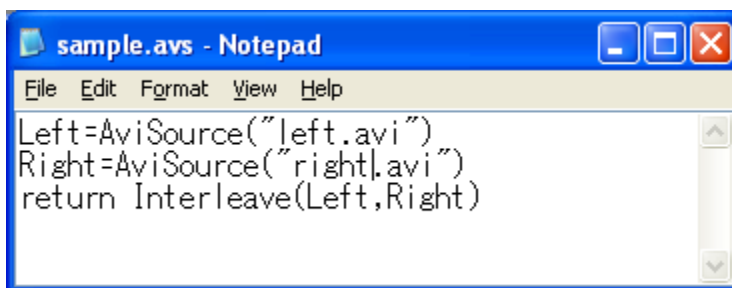 sample.avs - Notepad
File Edit Format View Help
Left=AviSource("left.avi")
Right=AviSource("right.avi")
return Interleave(Left,Right)